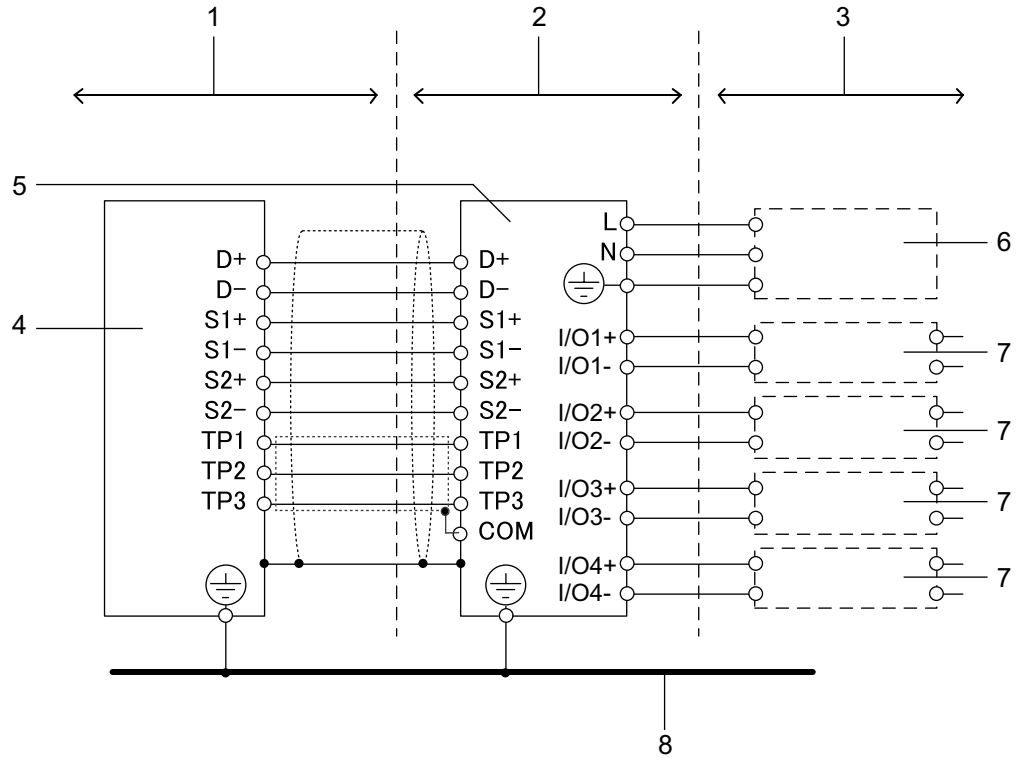 1
2
3
5
L
N
6
D+ D+
D− D−
4
S1+ S1+
S1− S1−
S2+ S2+
S2− S2−
TP1 TP1
TP2 TP2
TP3 TP3
COM
I/O1+
I/O1-
7
I/O2+
I/O2-
7
I/O3+
I/O3-
7
I/O4+
I/O4-
7
8